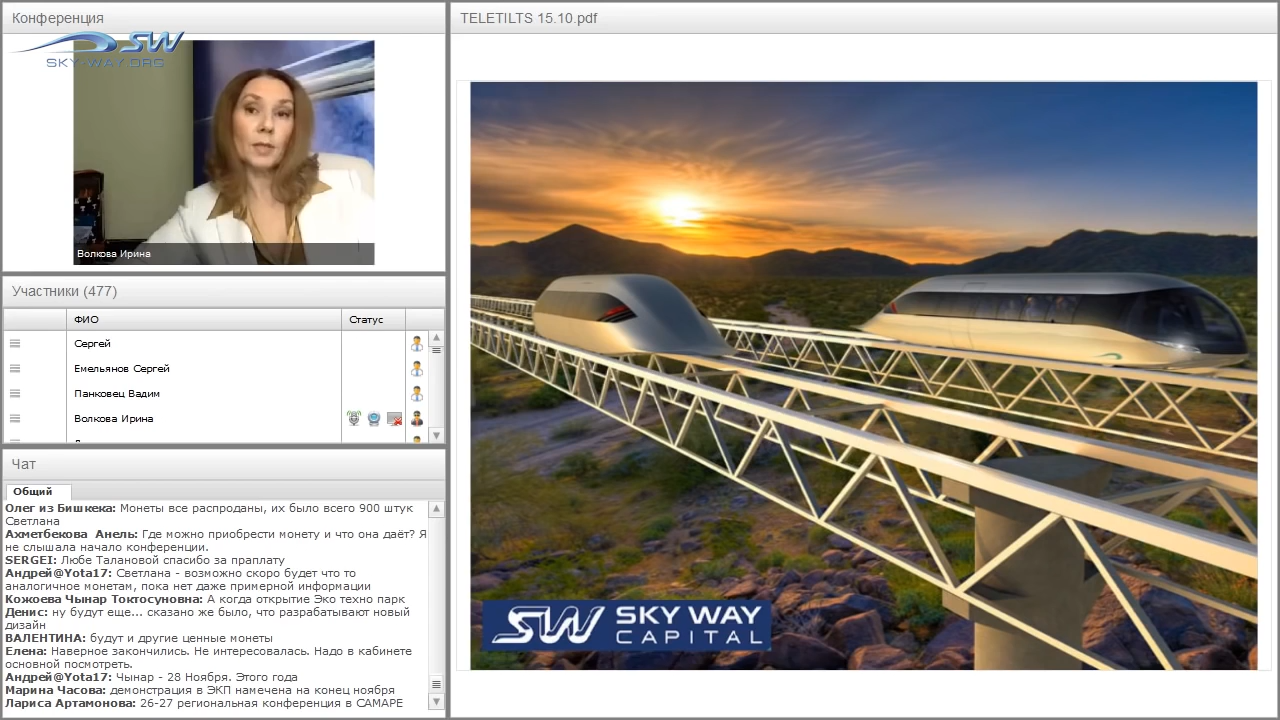 Конференция
SW
SKY-WAY.ORG
Волкова Ирина
Участники (477)
ФИО Статус
Сергей
Емельянов Сергей
Панковец Вадим
Волкова Ирина
Чат
Общий
Олег из Бишкека: Монеты все распроданы, их было всего 900 штук
Светлана
Ахметбекова Анель: Где можно приобрести монету и что она даёт? Я
не слышала начало конференции.
SERGEI: Любе Талановой спасибо за праплату
Андрей@Yota17: Светлана - возможно скоро будет что то
аналогичное монетам, пока нет даже примерной информации
Кожоева Чынар Токтосуновна: А когда открытие Эко техно парк
Денис: ну будут еще... сказано же было, что разрабатывают новый
дизайн
ВАЛЕНТИНА: будут и другие ценные монеты
Елена: Наверное закончились. Не интересовалась. Надо в кабинете
основной посмотреть.
Андрей@Yota17: Чынар - 28 Ноября. Этого года
Марина Часова: демонстрация в ЭКП намечена на конец ноября
Лариса Артамонова: 26-27 региональная конференция в САМАРЕ
TELETILTS 15.10.pdf
SW SKY WAY
CAPITAL